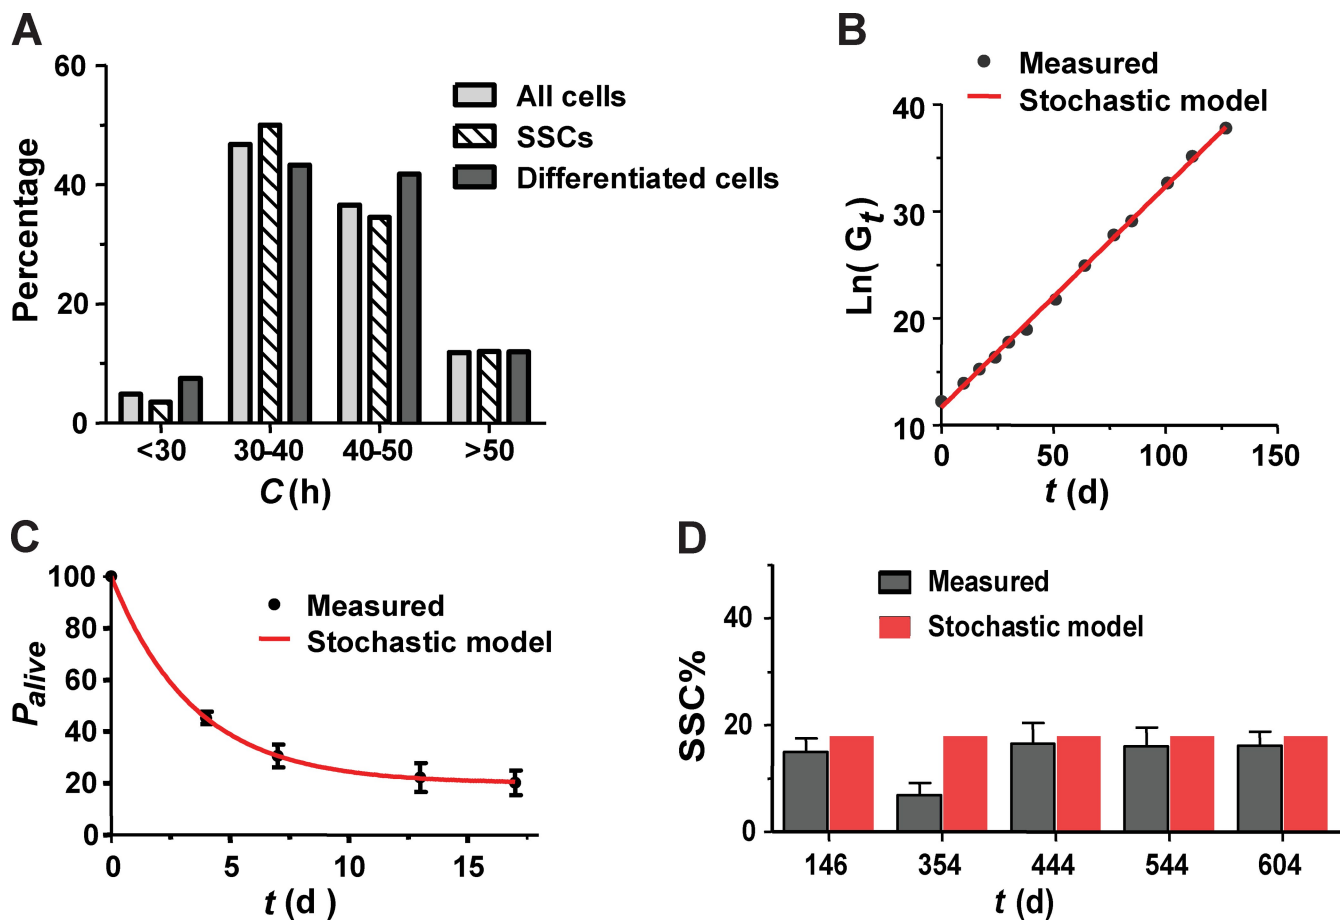 A
60
40
20
0
Percentage
All cells
SSCs
Differentiated cells
<30 30-40 40-50 >50
C (h)
B
Measured
Stochastic model
40
30
20
10
Ln( Gt)
0 50 100 150
t (d)
C
100
80
60
40
20
0
Palive
Measured
Stochastic model
0 5 10 15
t (d )
D
40
20
0
SSC%
Measured
Stochastic model
146 354 444 544 604
t (d)